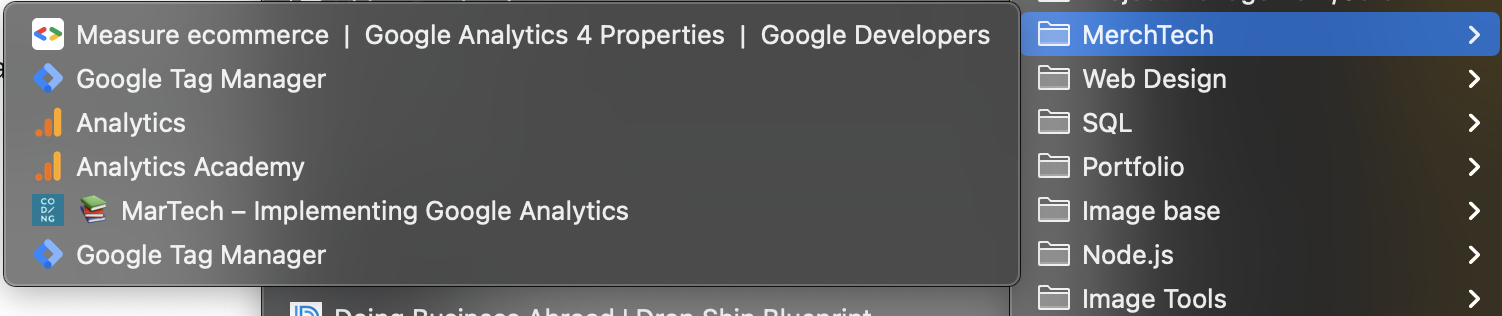 Measure ecommerce | Google Analytics 4 Properties | Google Developers
Google Tag Manager
Analytics
Analytics Academy
CO
D/
NG
MarTech – Implementing Google Analytics
Google Tag Manager
Doing Business Abroad | Drop Ship Blueprint
MerchTech
Web Design
SQL
Portfolio
Image base
Node.js
Image Tools